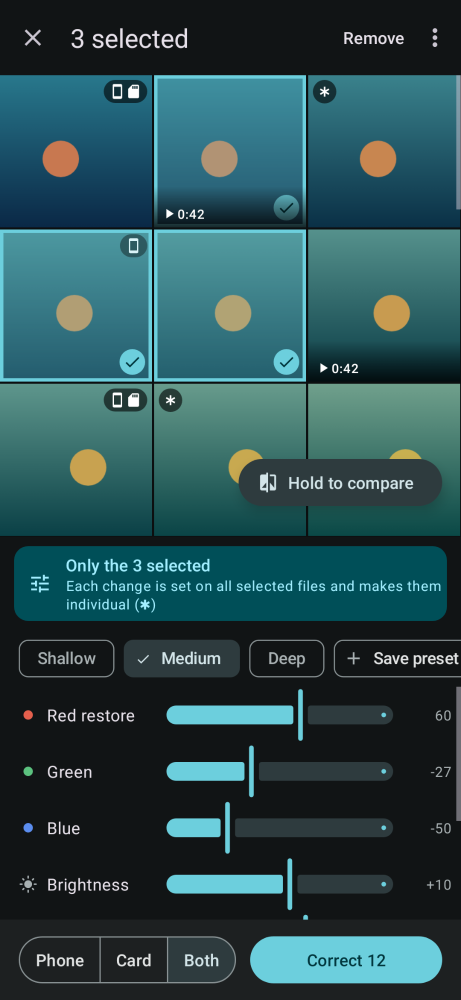 3 selected
Remove
0:42
0:42
Hold to compare
Only the 3 selected
Each change is set on all selected files and makes them
individual (✱)
Shallow
Medium
Deep
Save preset
Red restore
60
Green
-27
Blue
-50
Brightness
+10
Phone
Card
Both
Correct 12